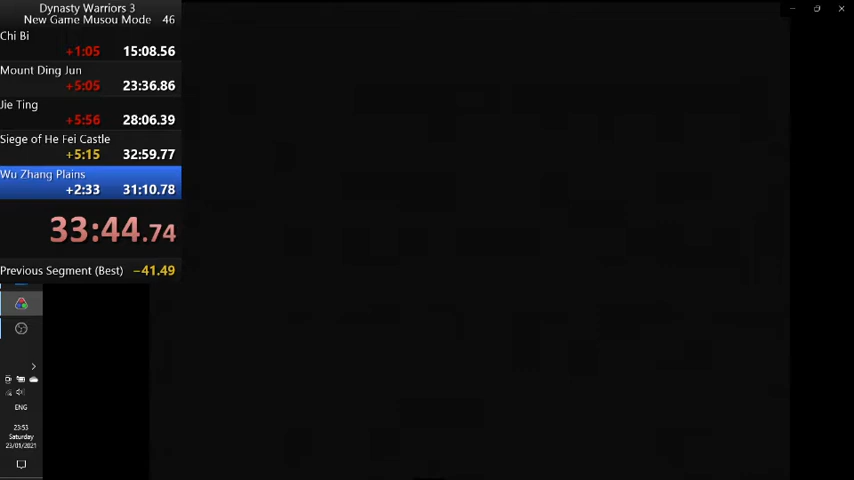 Dynasty Warriors 3
New Game Musou Mode 46
Chi Bi
+1:05 15:08.56
Mount Ding Jun
+5:05 23:36.86
Jie Ting
+5:56 28:06.39
Siege of He Fei Castle
+5:15 32:59.77
Wu Zhang Plains
+2:33 31:10.78
33:44.74
Previous Segment (Best) −41.49
ENG
23:53
Saturday
23/01/2021